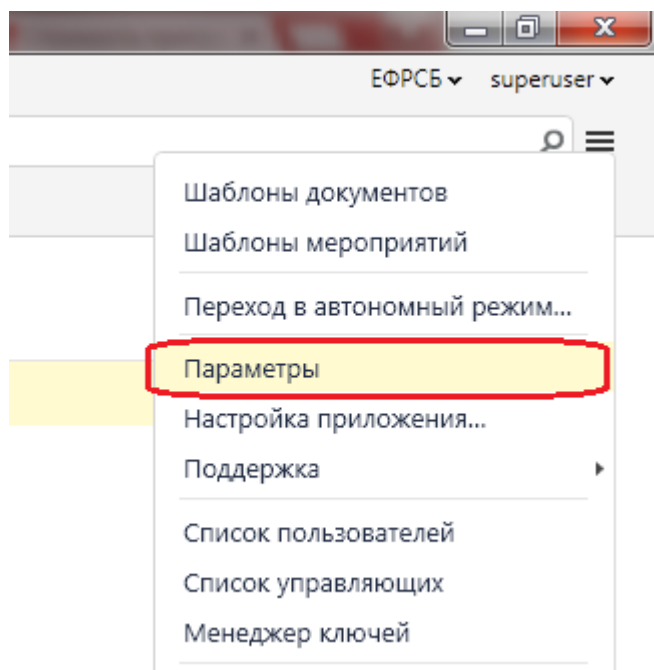 ЕФРСБ superuser
Шаблоны документов
Шаблоны мероприятий
Переход в автономный режим...
Параметры
Настройка приложения...
Поддержка
Список пользователей
Список управляющих
Менеджер ключей